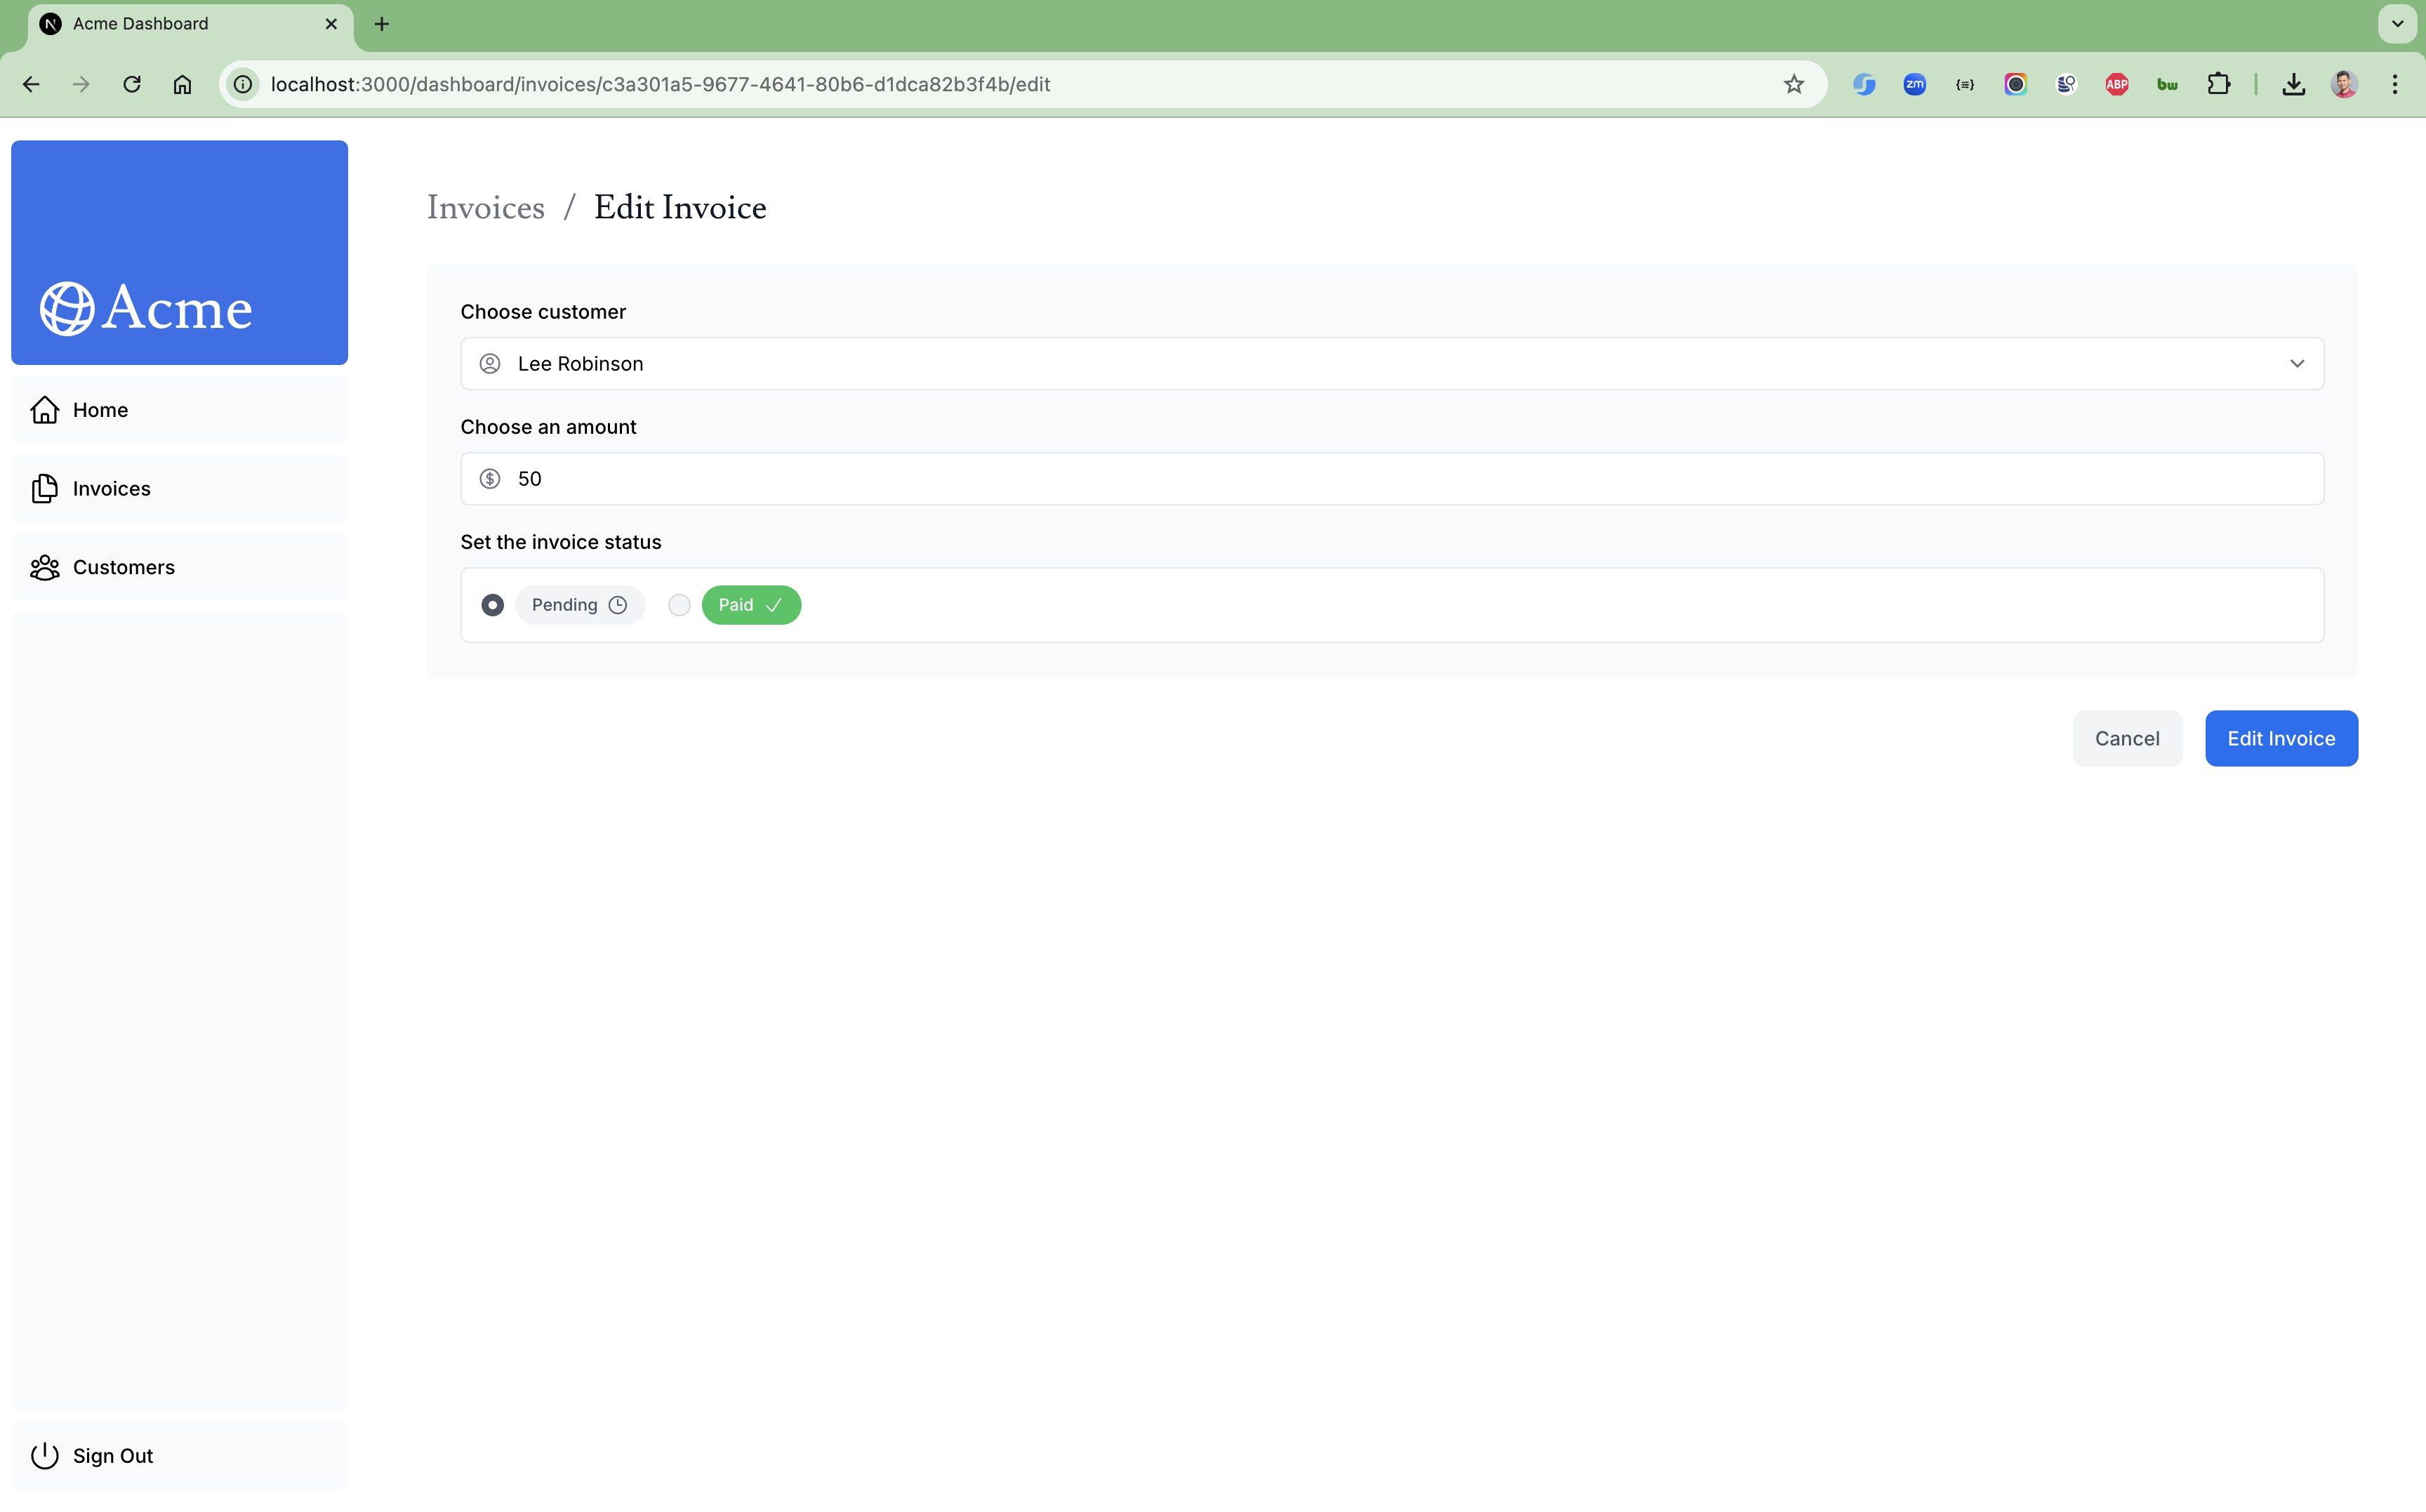 Acme Dashboard
localhost:3000/dashboard/invoices/c3a301a5-9677-4641-80b6-d1dca82b3f4b/edit
zm
{≡}
ABP
bw
Acme
Home
Invoices
Customers
Sign Out
Invoices / Edit Invoice
Choose customer
Lee Robinson
Choose an amount
$ 50
Set the invoice status
Pending Paid
Cancel Edit Invoice